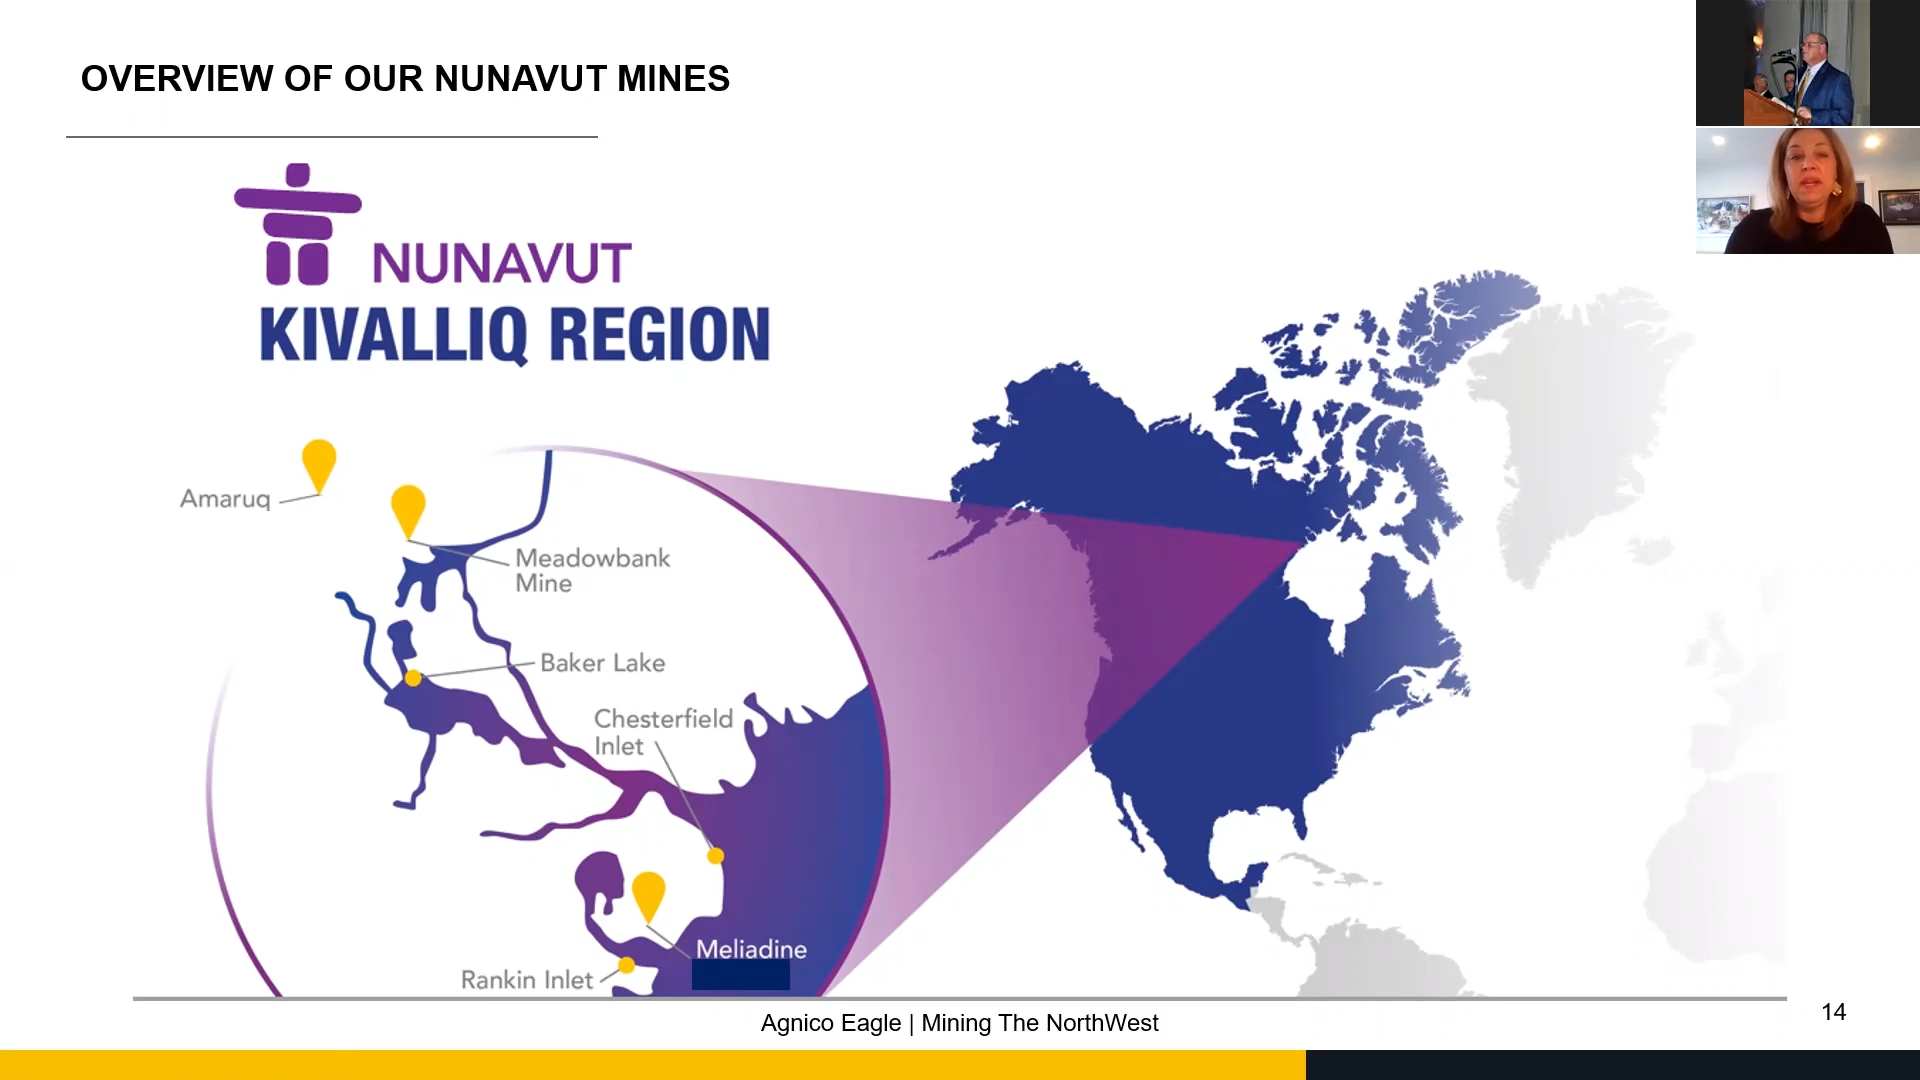 OVERVIEW OF OUR NUNAVUT MINES
NUNAVUT
KIVALLIQ REGION
Amaruq
Meadowbank
Mine
Baker Lake
Chesterfield
Inlet
Meliadine
Rankin Inlet
Agnico Eagle | Mining The NorthWest
14